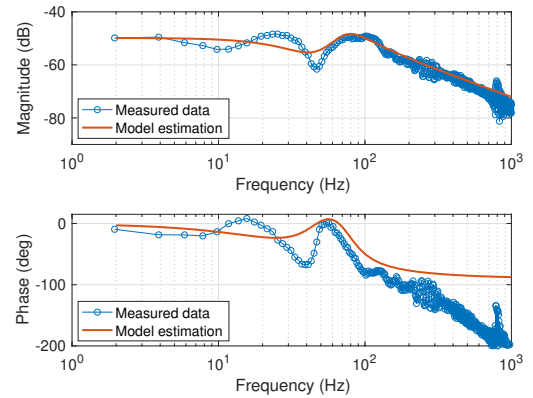 -40
-60
-80
Magnitude (dB)
Measured data
Model estimation
10^0
10^1
10^2
10^3
Frequency (Hz)
0
-100
-200
Phase (deg)
Measured data
Model estimation
10^0
10^1
10^2
10^3
Frequency (Hz)